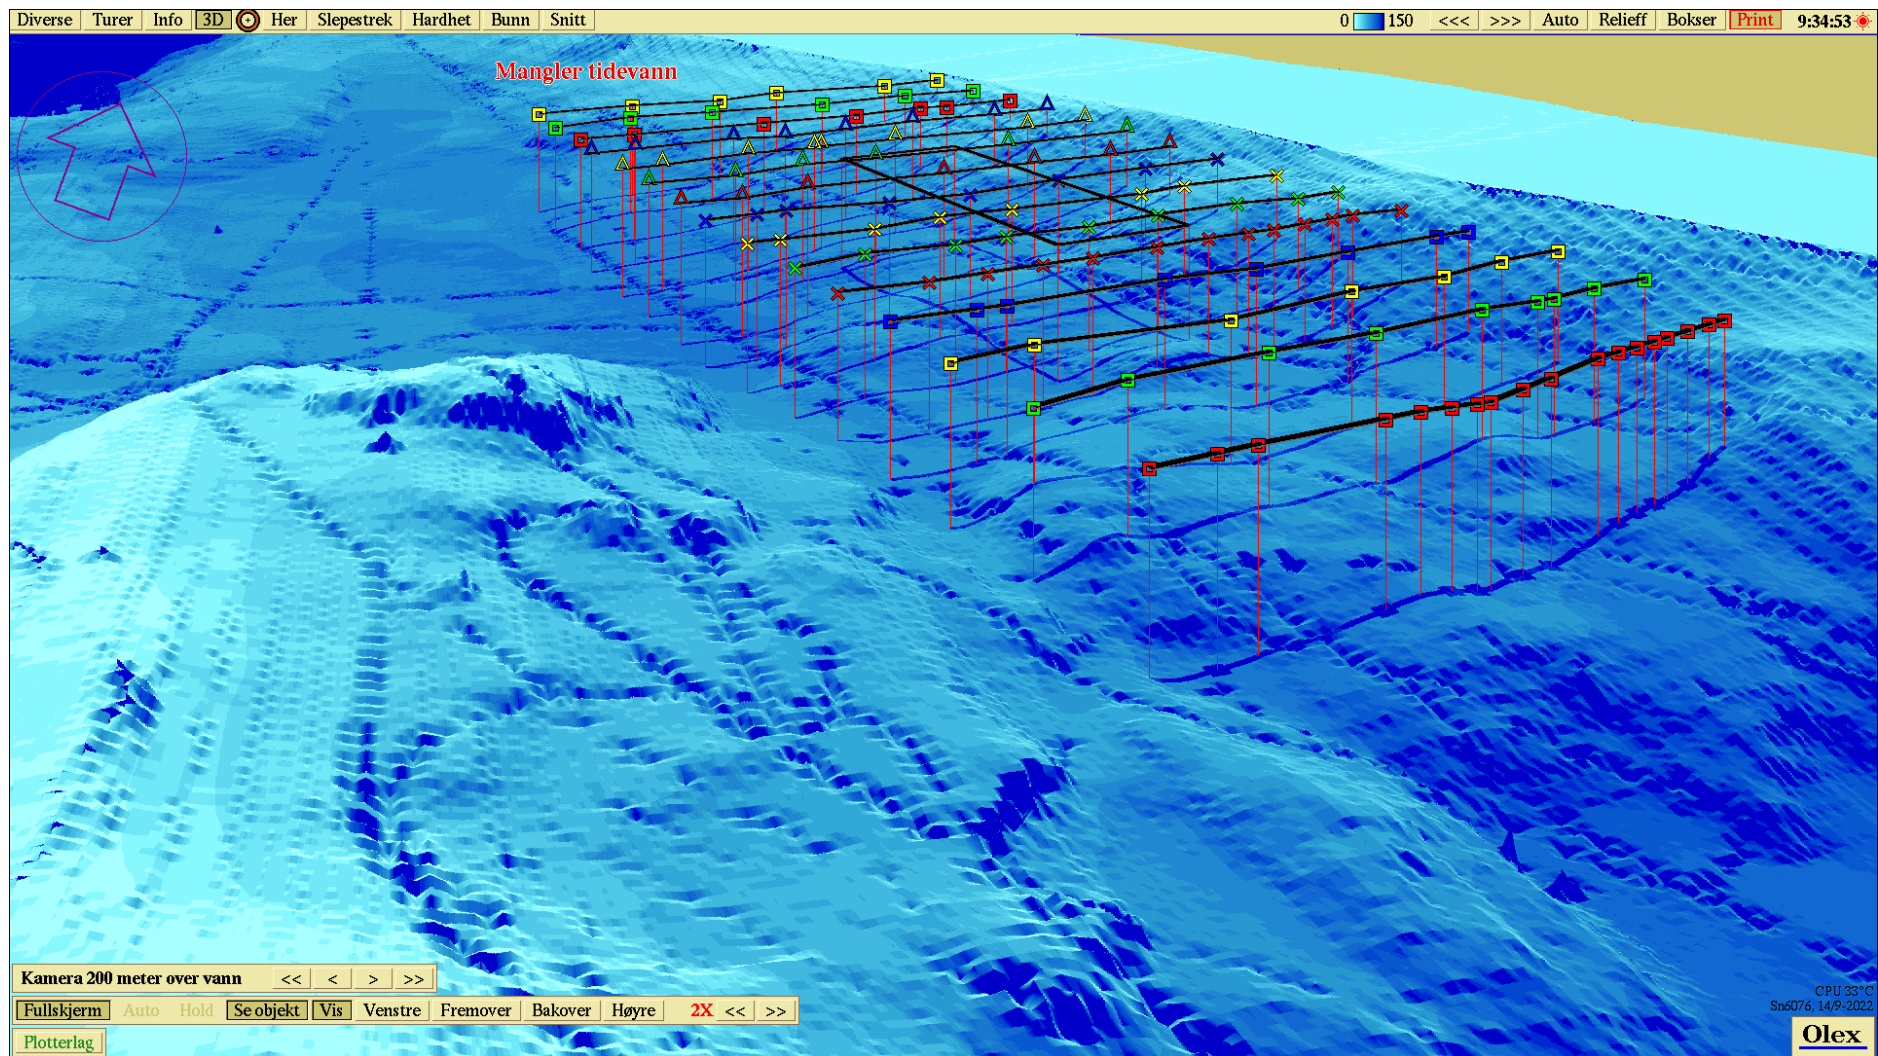 Diverse Turer Info 3D Her Slepestrek Hardhet Bunn Snitt 0 150 <<< >>> Auto Relieff Bokser Print 9:34:53
Mangler tidevann
Kamera 200 meter over vann << < > >>
Fullskjerm Auto Hold Se objekt Vis Venstre Fremover Bakover Høyre 2X << >>
Plotterlag
CPU 33°C
Sn6076, 14/9-2022
Olex